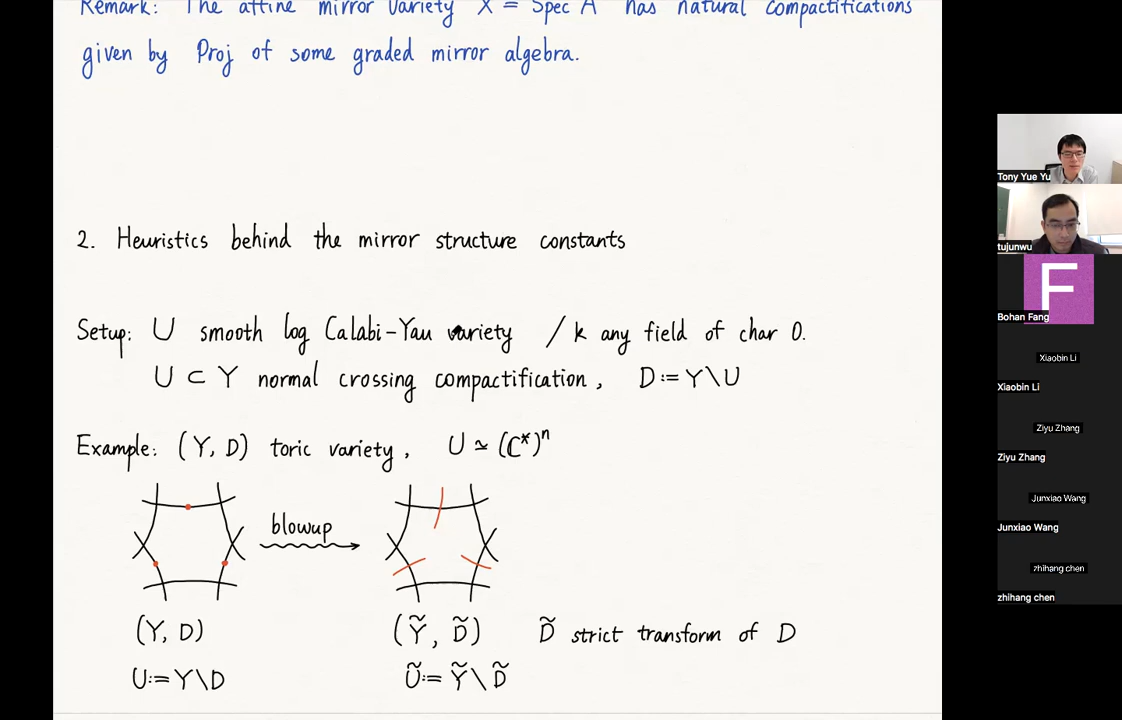 Remark: The affine mirror variety X = Spec A has natural compactifications
given by Proj of some graded mirror algebra.
2. Heuristics behind the mirror structure constants
Setup: U smooth log Calabi-Yau variety / k any field of char 0.
U ⊂ Y normal crossing compactification, D := Y\U
Example: (Y, D) toric variety, U ≃ (C*)ⁿ
blowup
(Y, D)
(Ỹ, D̃) D̃ strict transform of D
U := Y\D
Ũ := Ỹ\D̃
Tony Yue Yu
tujunwu
F
Bohan Fang
Xiaobin Li
Xiaobin Li
Ziyu Zhang
Ziyu Zhang
Junxiao Wang
Junxiao Wang
zhihang chen
zhihang chen